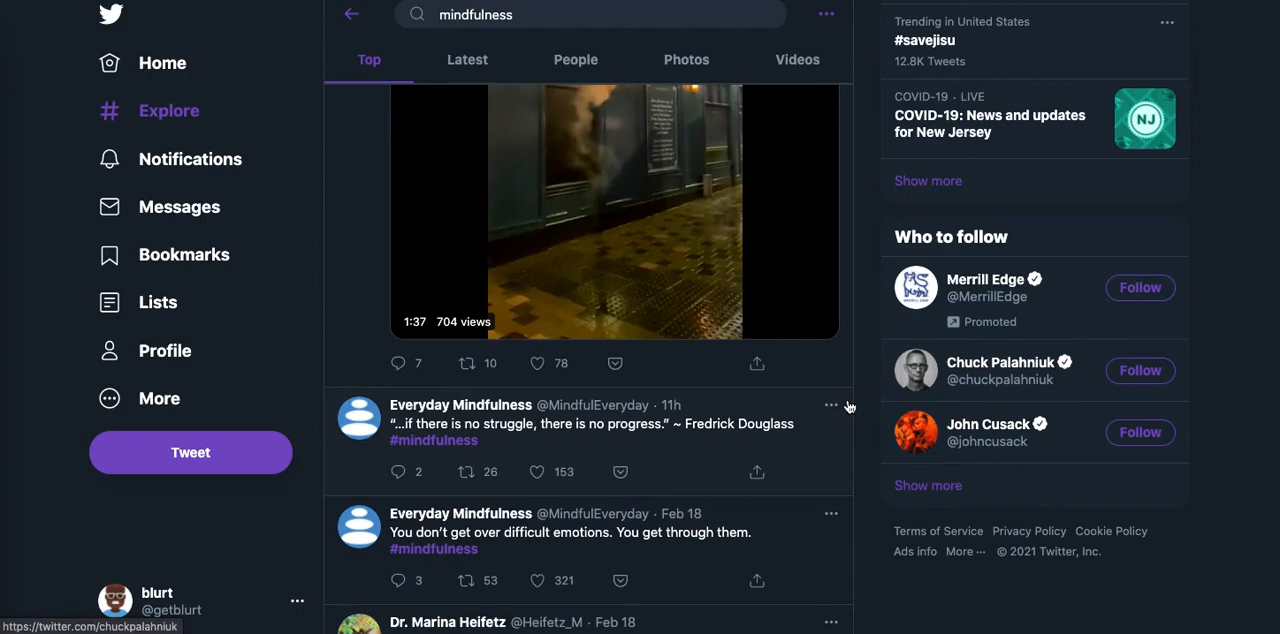 Home
Explore
Notifications
Messages
Bookmarks
Lists
Profile
More
Tweet
blurt
@getblurt
https://twitter.com/chuckpalahniuk
mindfulness
Top Latest People Photos Videos
1:37 704 views
7 10 78
Everyday Mindfulness @MindfulEveryday · 11h
“...if there is no struggle, there is no progress.” ~ Fredrick Douglass
#mindfulness
2 26 153
Everyday Mindfulness @MindfulEveryday · Feb 18
You don’t get over difficult emotions. You get through them.
#mindfulness
3 53 321
Dr. Marina Heifetz @Heifetz_M · Feb 18
Trending in United States
#savejisu
12.8K Tweets
COVID-19 · LIVE
COVID-19: News and updates
for New Jersey
NJ
Show more
Who to follow
Merrill Edge
@MerrillEdge
Follow
Promoted
Chuck Palahniuk
@chuckpalahniuk
Follow
John Cusack
@johncusack
Follow
Show more
Terms of Service Privacy Policy Cookie Policy
Ads info More ··· © 2021 Twitter, Inc.